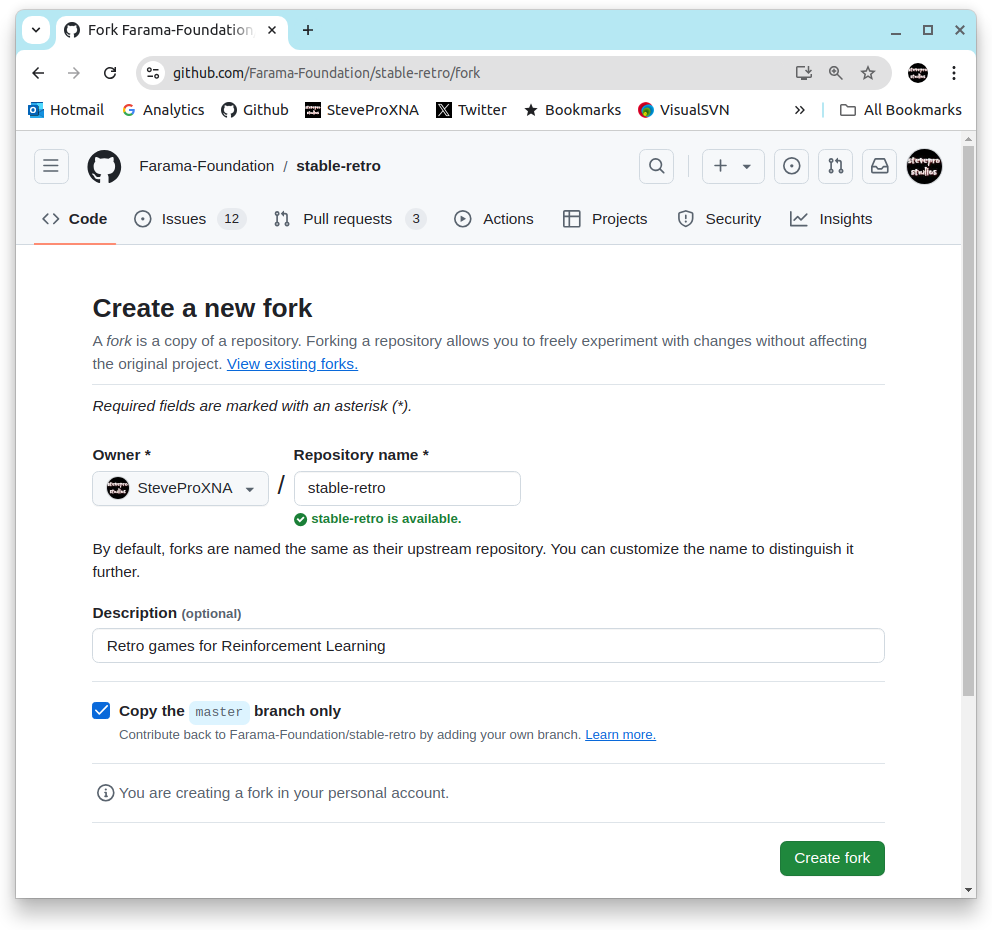 Fork Farama-Foundation
github.com/Farama-Foundation/stable-retro/fork
Hotmail Analytics Github SteveProXNA Twitter Bookmarks VisualSVN » All Bookmarks
Farama-Foundation / stable-retro
stevepro studios
Code Issues 12 Pull requests 3 Actions Projects Security Insights
Create a new fork
A fork is a copy of a repository. Forking a repository allows you to freely experiment with changes without affecting
the original project. View existing forks.
Required fields are marked with an asterisk (*).
Owner * Repository name *
SteveProXNA / stable-retro
stable-retro is available.
By default, forks are named the same as their upstream repository. You can customize the name to distinguish it
further.
Description (optional)
Retro games for Reinforcement Learning
Copy the master branch only
Contribute back to Farama-Foundation/stable-retro by adding your own branch. Learn more.
You are creating a fork in your personal account.
Create fork